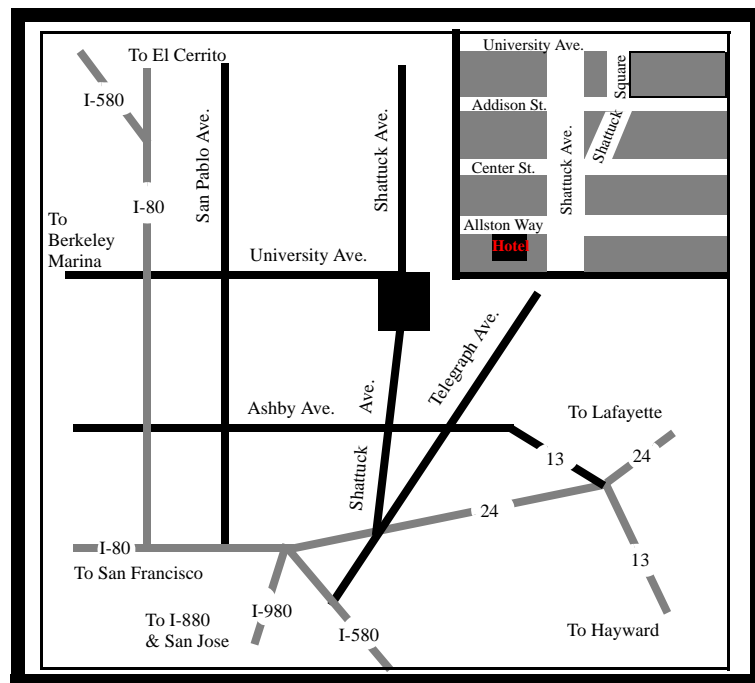 To El Cerrito
I-580
San Pablo Ave.
Shattuck Ave.
I-80
To
Berkeley
Marina
University Ave.
University Ave.
Shattuck
Square
Addison St.
Shattuck
Shattuck Ave.
Center St.
Allston Way
Hotel
Telegraph Ave.
Ashby Ave.
Shattuck
Ave.
To Lafayette
13
24
24
I-80
To San Francisco
13
I-980
To I-880
& San Jose
I-580
To Hayward